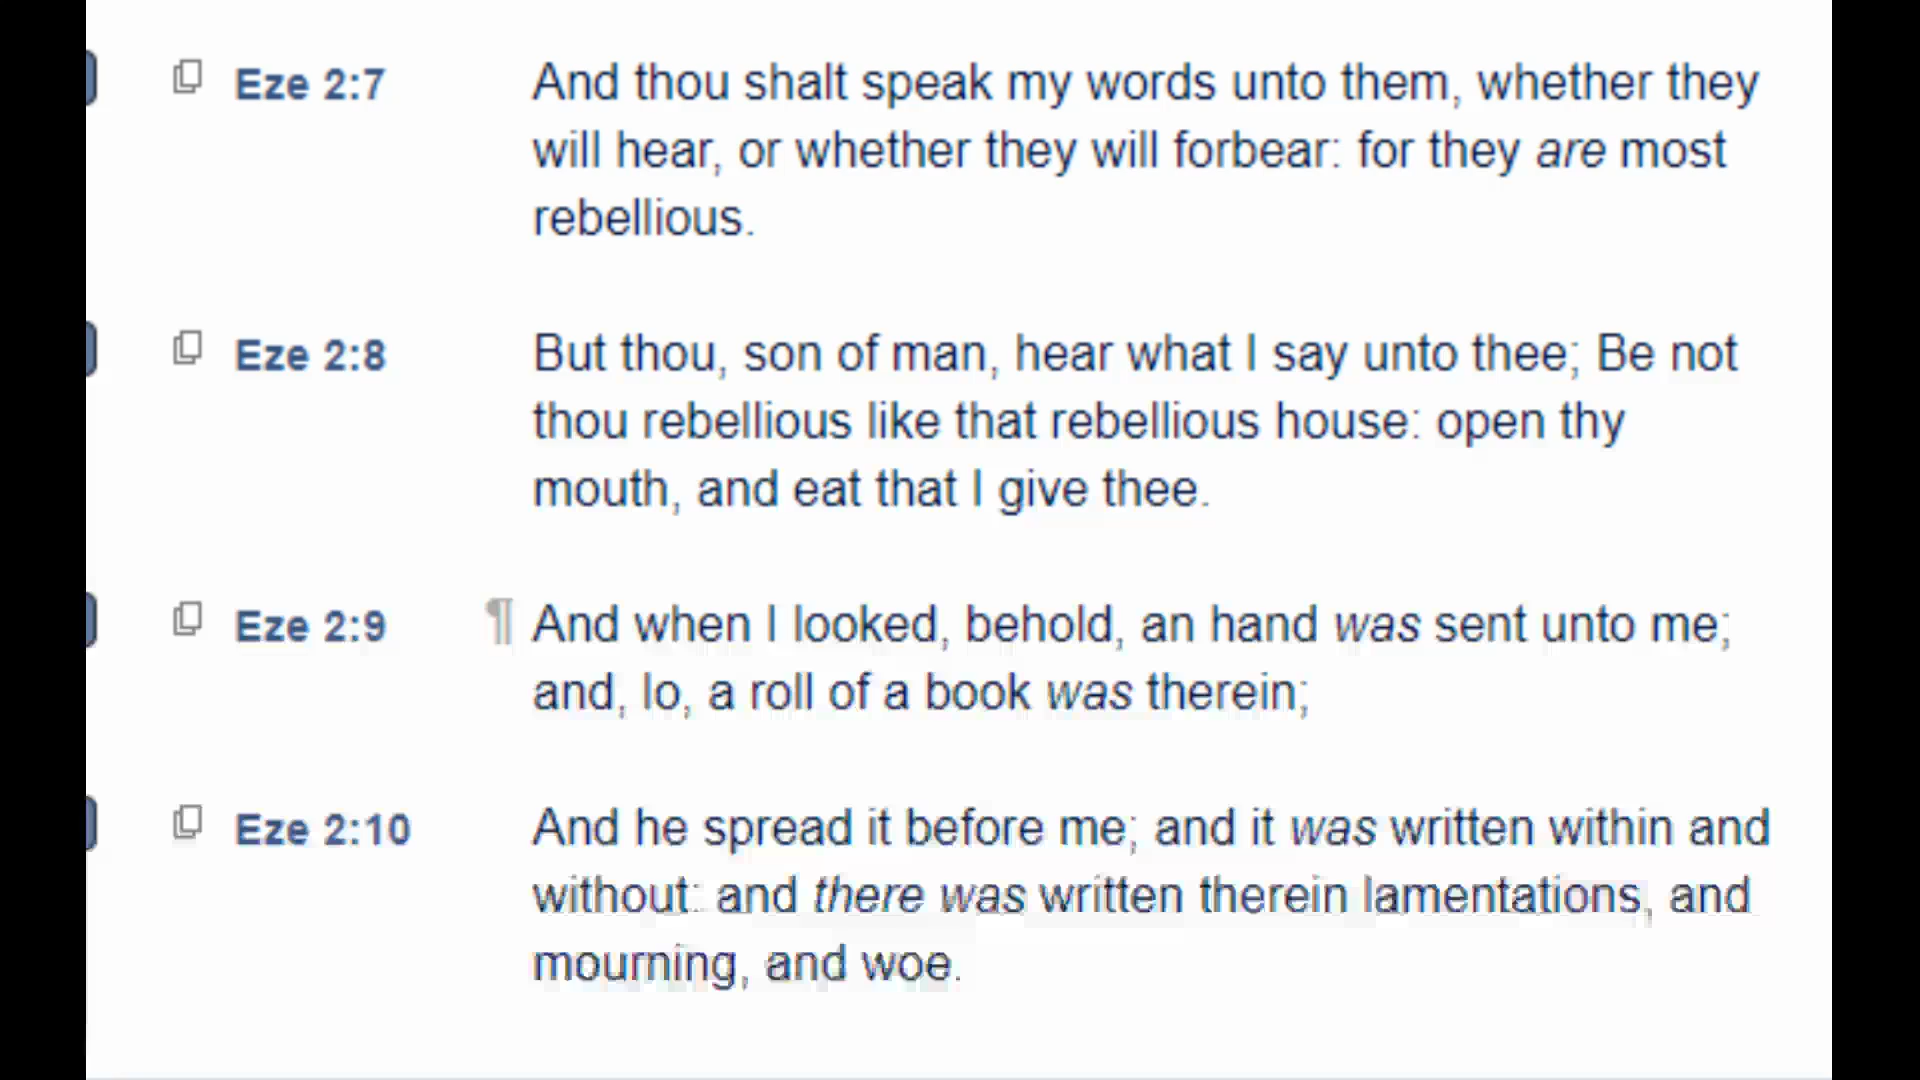 Eze 2:7 And thou shalt speak my words unto them, whether they
will hear, or whether they will forbear: for they are most
rebellious.
Eze 2:8 But thou, son of man, hear what I say unto thee; Be not
thou rebellious like that rebellious house: open thy
mouth, and eat that I give thee.
Eze 2:9 ¶ And when I looked, behold, an hand was sent unto me;
and, lo, a roll of a book was therein;
Eze 2:10 And he spread it before me; and it was written within and
without: and there was written therein lamentations, and
mourning, and woe.